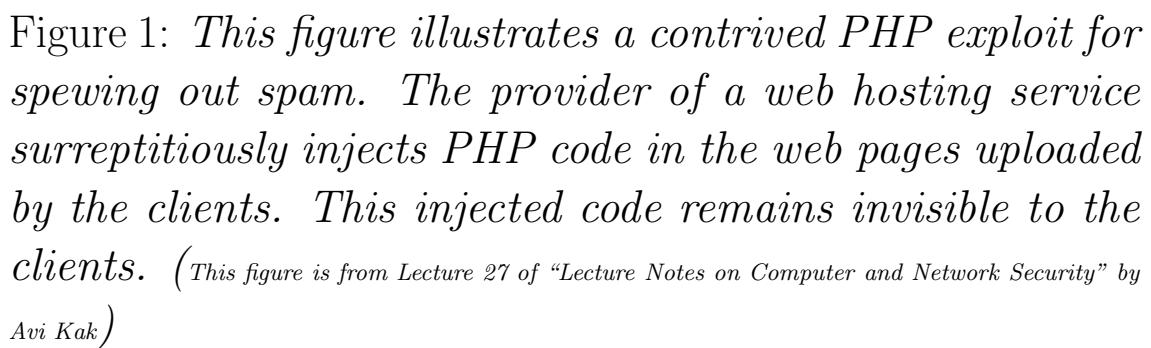 Figure 1: This figure illustrates a contrived PHP exploit for
spewing out spam. The provider of a web hosting service
surreptitiously injects PHP code in the web pages uploaded
by the clients. This injected code remains invisible to the
clients. (This figure is from Lecture 27 of “Lecture Notes on Computer and Network Security” by
Avi Kak)